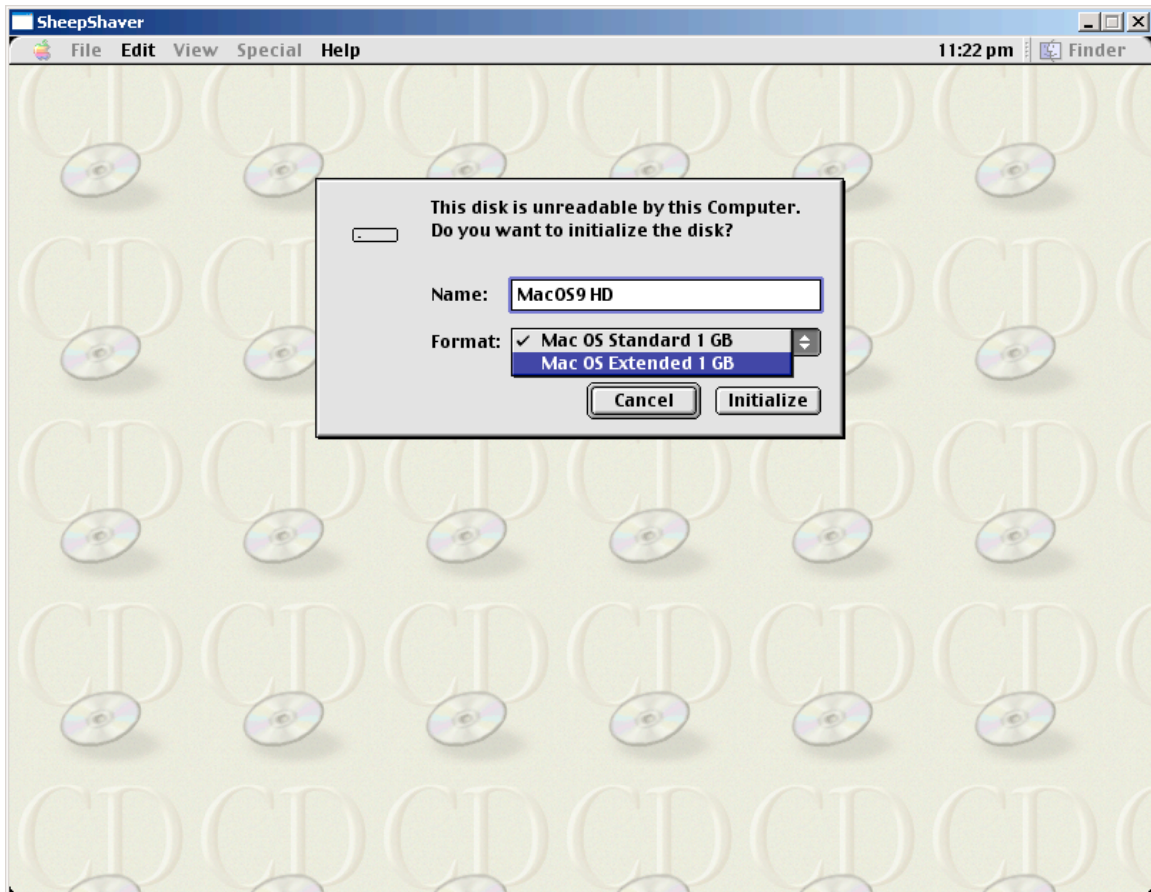 SheepShaver
File Edit View Special Help 11:22 pm Finder
This disk is unreadable by this Computer.
Do you want to initialize the disk?
Name: MacOS9 HD
Format: ✓ Mac OS Standard 1 GB
Mac OS Extended 1 GB
Cancel Initialize